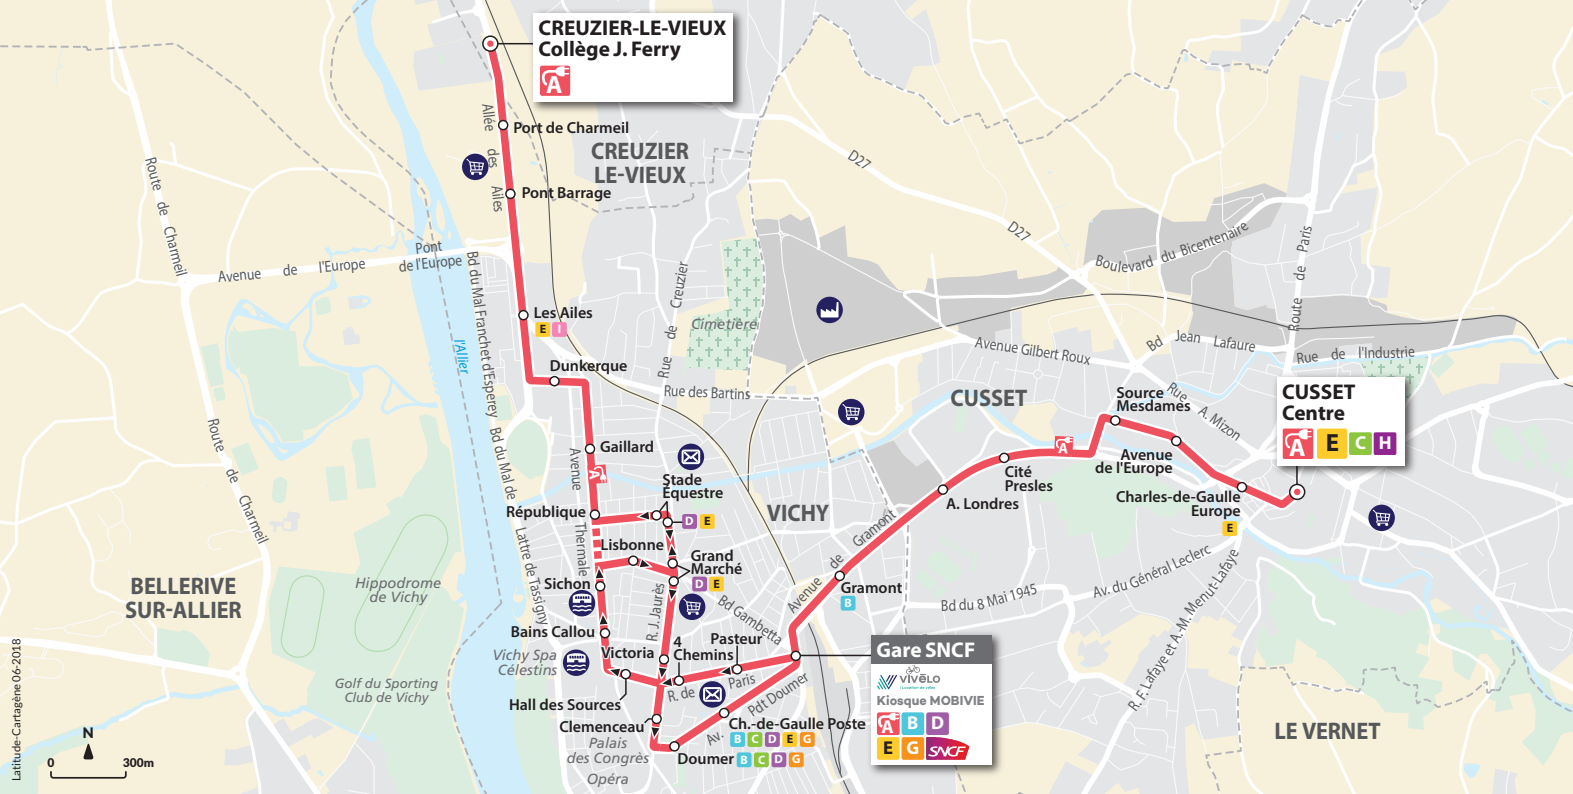 CREUZIER-LE-VIEUX
Collège J. Ferry
A
Allée des Ailes
Port de Charmeil
CREUZIER
LE-VIEUX
Pont Barrage
D27
D27
Route de Charmeil
Avenue de l'Europe
Pont
de l'Europe
Bd du Mal Franchet d'Esperey
l'Allier
Les Ailes
E I
Rue de Creuzier
Cimetière
Boulevard du Bicentenaire
Route de Paris
Avenue Gilbert Roux
Bd Jean Lafaure
Rue de l'Industrie
Dunkerque
Rue des Bartins
CUSSET
Source
Mesdames
Rue A. Mizon
CUSSET
Centre
A E C H
Route de Charmeil
Bd du Mal de Lattre de Tassigny
Avenue Thermale
Gaillard
A
A
Stade
Equestre
D E
République
VICHY
Cité
Presles
A. Londres
Avenue
de l'Europe
Charles-de-Gaulle
Europe
E
Avenue de Gramont
Lisbonne
Grand
Marché
D E
Sichon
Gramont
B
Bd du 8 Mai 1945
Av. du Général Leclerc
R. F. Lafaye et A.-M. Menut-Lafaye
BELLERIVE
SUR-ALLIER
Hippodrome
de Vichy
R. J. Jaurès
Bd Gambetta
Bains Callou
Vichy Spa
Célestins
Victoria
4
Chemins
Pasteur
R. de Paris
Gare SNCF
VIVÉLO
Location de vélos
Kiosque MOBIVIE
A B D
E G SNCF
Golf du Sporting
Club de Vichy
Hall des Sources
Clemenceau
Palais
des Congrès
Opéra
Av. Pdt Doumer
Ch.-de-Gaulle Poste
B C D E G
Doumer B C D G
LE VERNET
N
0 300m
Latitude-Cartagène 06-2018